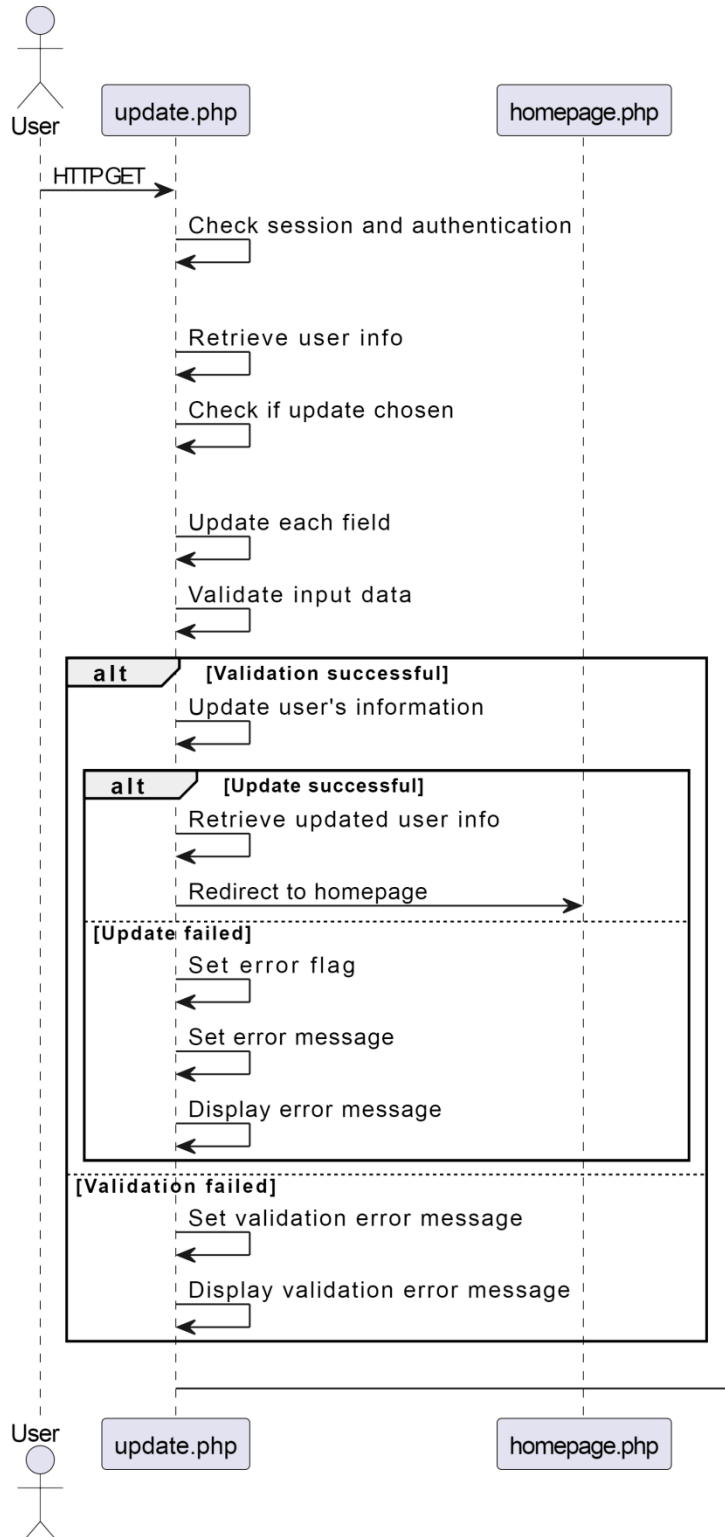 User
update.php
homepage.php
HTTP GET
Check session and authentication
Retrieve user info
Check if update chosen
Update each field
Validate input data
alt [Validation successful]
Update user's information
alt [Update successful]
Retrieve updated user info
Redirect to homepage
[Update failed]
Set error flag
Set error message
Display error message
[Validation failed]
Set validation error message
Display validation error message
User
update.php
homepage.php